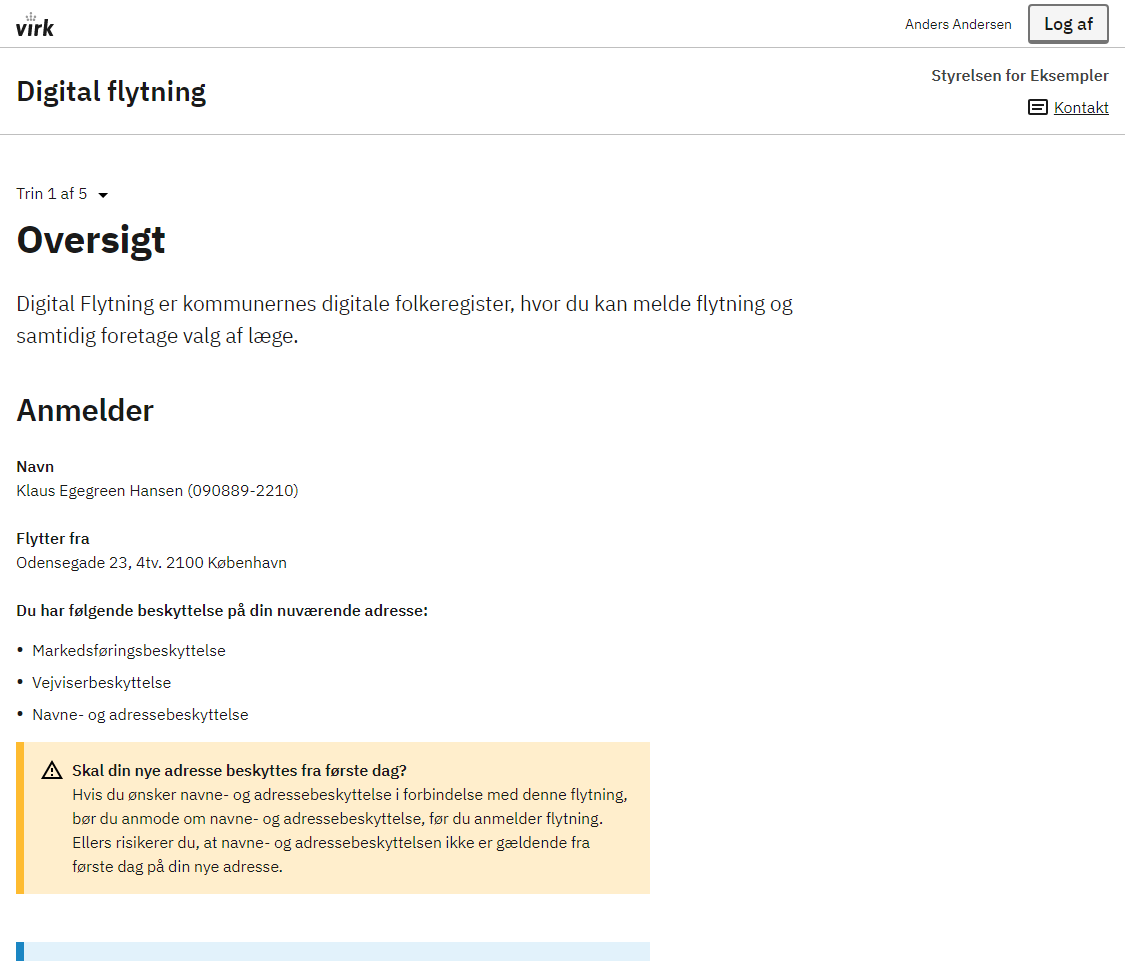 virk
Anders Andersen
Log af
Digital flytning
Styrelsen for Eksempler
Kontakt
Trin 1 af 5
Oversigt
Digital Flytning er kommunernes digitale folkeregister, hvor du kan melde flytning og
samtidig foretage valg af læge.
Anmelder
Navn
Klaus Egegreen Hansen (090889-2210)
Flytter fra
Odensegade 23, 4tv. 2100 København
Du har følgende beskyttelse på din nuværende adresse:
• Markedsføringsbeskyttelse
• Vejviserbeskyttelse
• Navne- og adressebeskyttelse
Skal din nye adresse beskyttes fra første dag?
Hvis du ønsker navne- og adressebeskyttelse i forbindelse med denne flytning,
bør du anmode om navne- og adressebeskyttelse, før du anmelder flytning.
Ellers risikerer du, at navne- og adressebeskyttelsen ikke er gældende fra
første dag på din nye adresse.